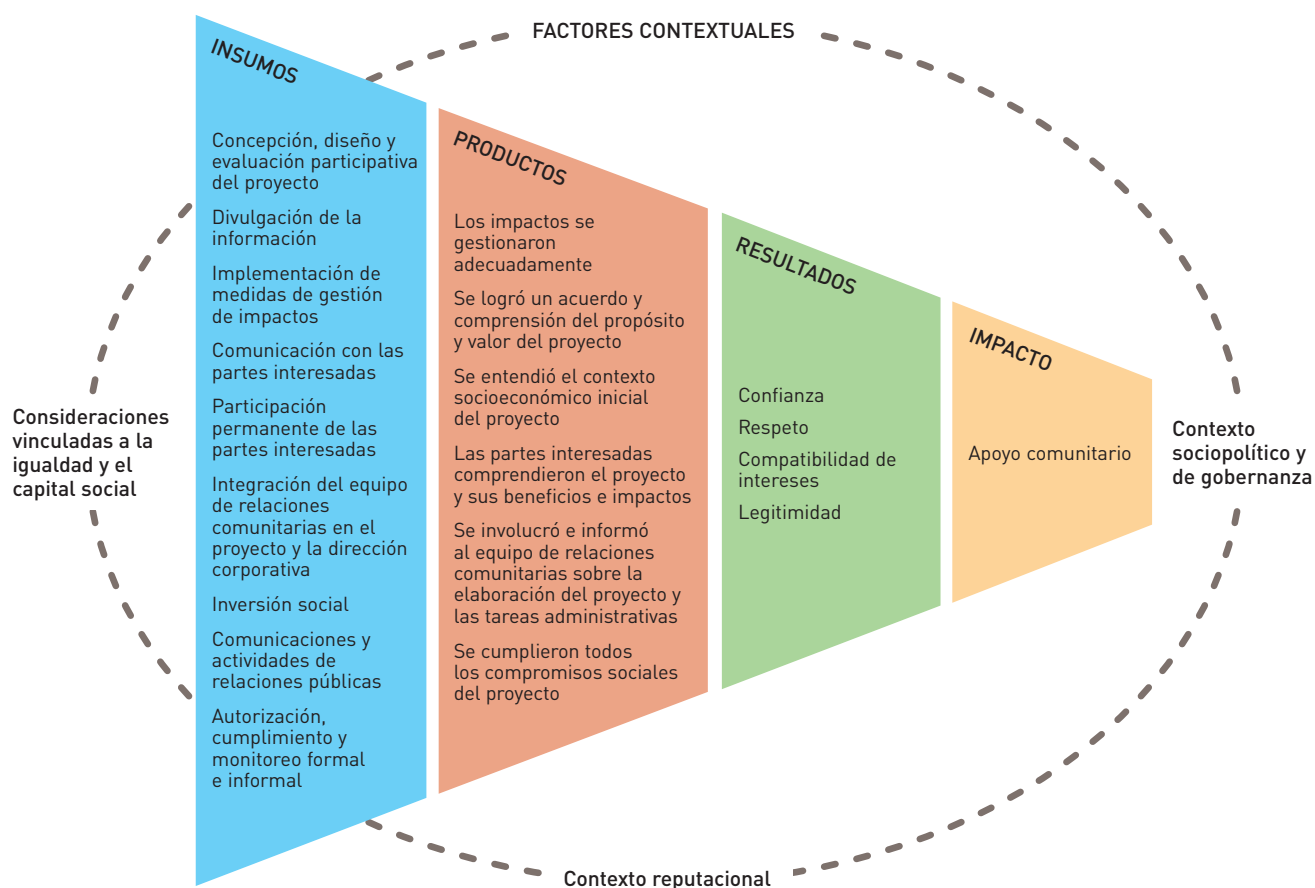 FACTORES CONTEXTUALES
INSUMOS
Concepción, diseño y
evaluación participativa
del proyecto
Divulgación de la
información
Implementación de
medidas de gestión
de impactos
Comunicación con las
partes interesadas
Participación
permanente de las
partes interesadas
Integración del equipo
de relaciones
comunitarias en el
proyecto y la dirección
corporativa
Inversión social
Comunicaciones y
actividades de
relaciones públicas
Autorización,
cumplimiento y
monitoreo formal
e informal
PRODUCTOS
Los impactos se
gestionaron
adecuadamente
Se logró un acuerdo y
comprensión del propósito
y valor del proyecto
Se entendió el contexto
socioeconómico inicial
del proyecto
Las partes interesadas
comprendieron el proyecto
y sus beneficios e impactos
Se involucró e informó
al equipo de relaciones
comunitarias sobre la
elaboración del proyecto y
las tareas administrativas
Se cumplieron todos
los compromisos sociales
del proyecto
RESULTADOS
Confianza
Respeto
Compatibilidad de
intereses
Legitimidad
IMPACTO
Apoyo comunitario
Consideraciones
vinculadas a la
igualdad y el
capital social
Contexto
sociopolítico y
de gobernanza
Contexto reputacional